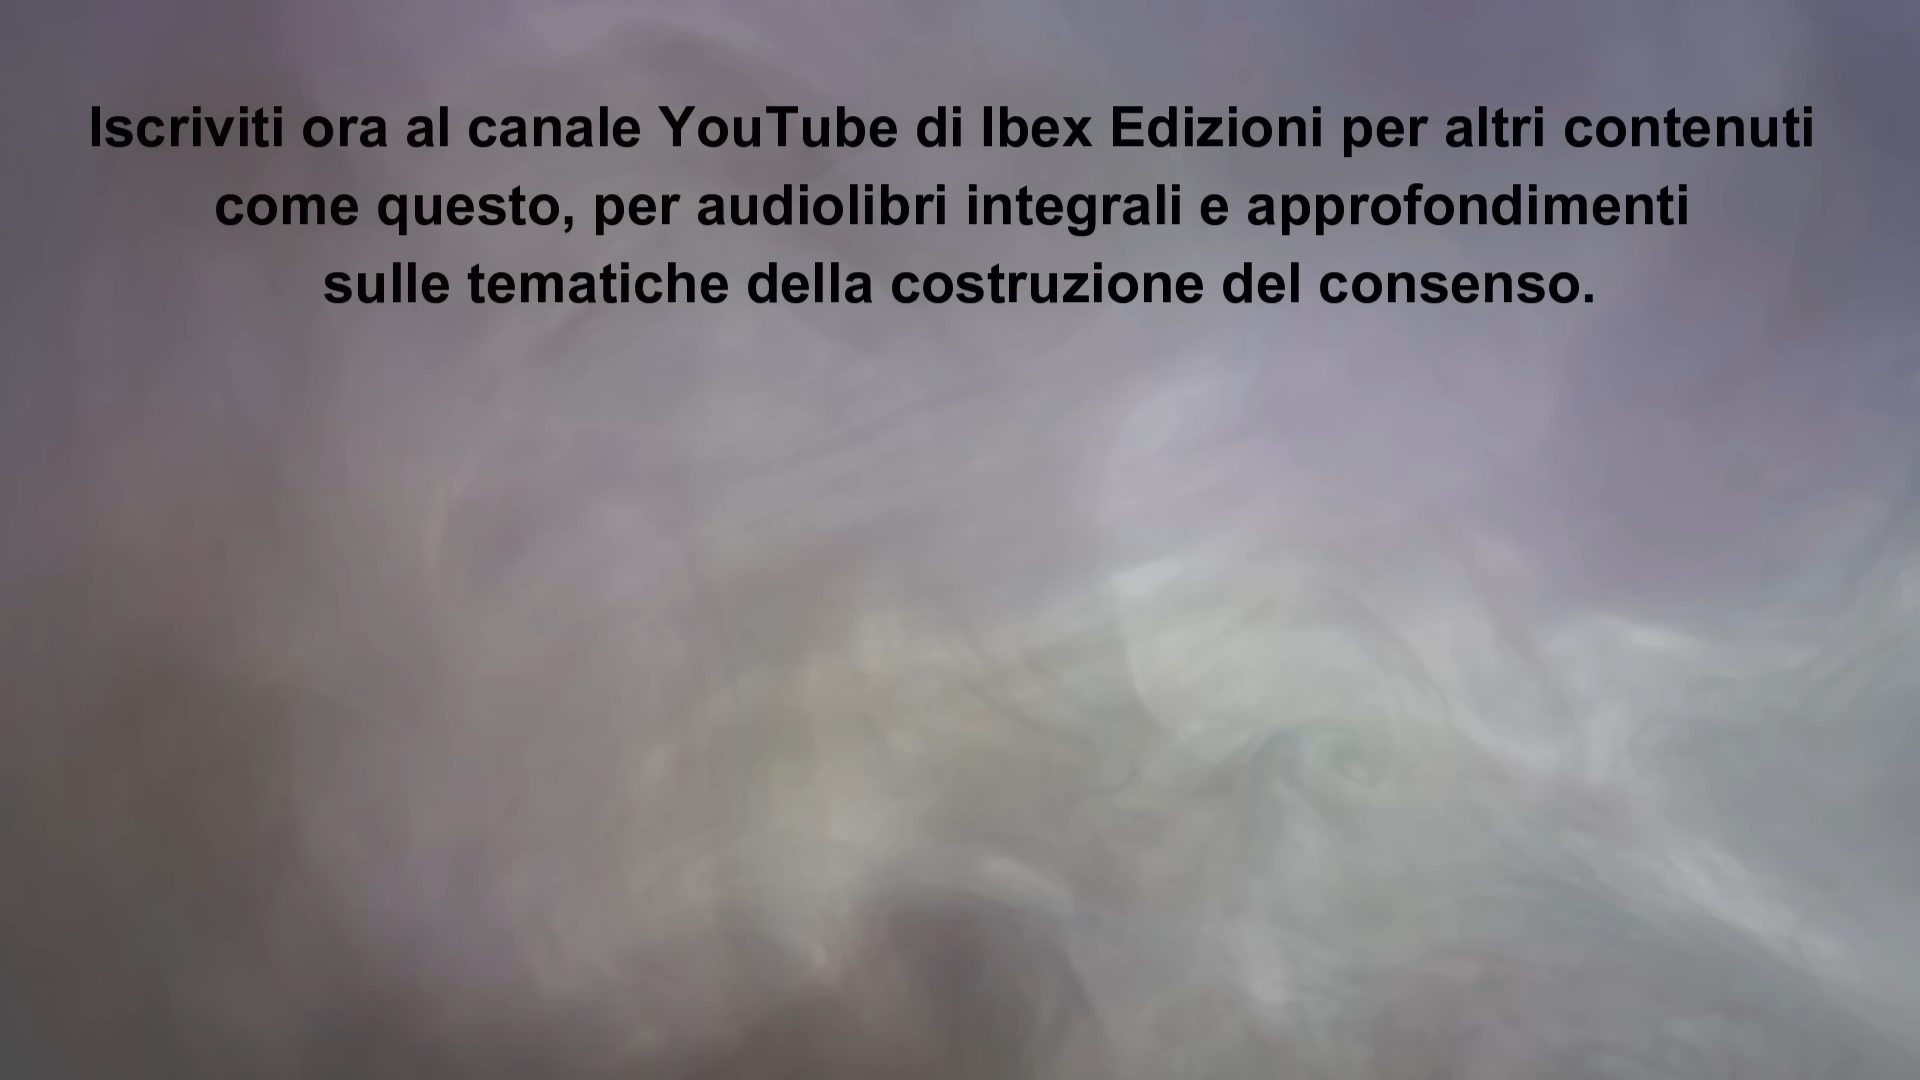 Iscriviti ora al canale YouTube di Ibex Edizioni per altri contenuti
come questo, per audiolibri integrali e approfondimenti
sulle tematiche della costruzione del consenso.